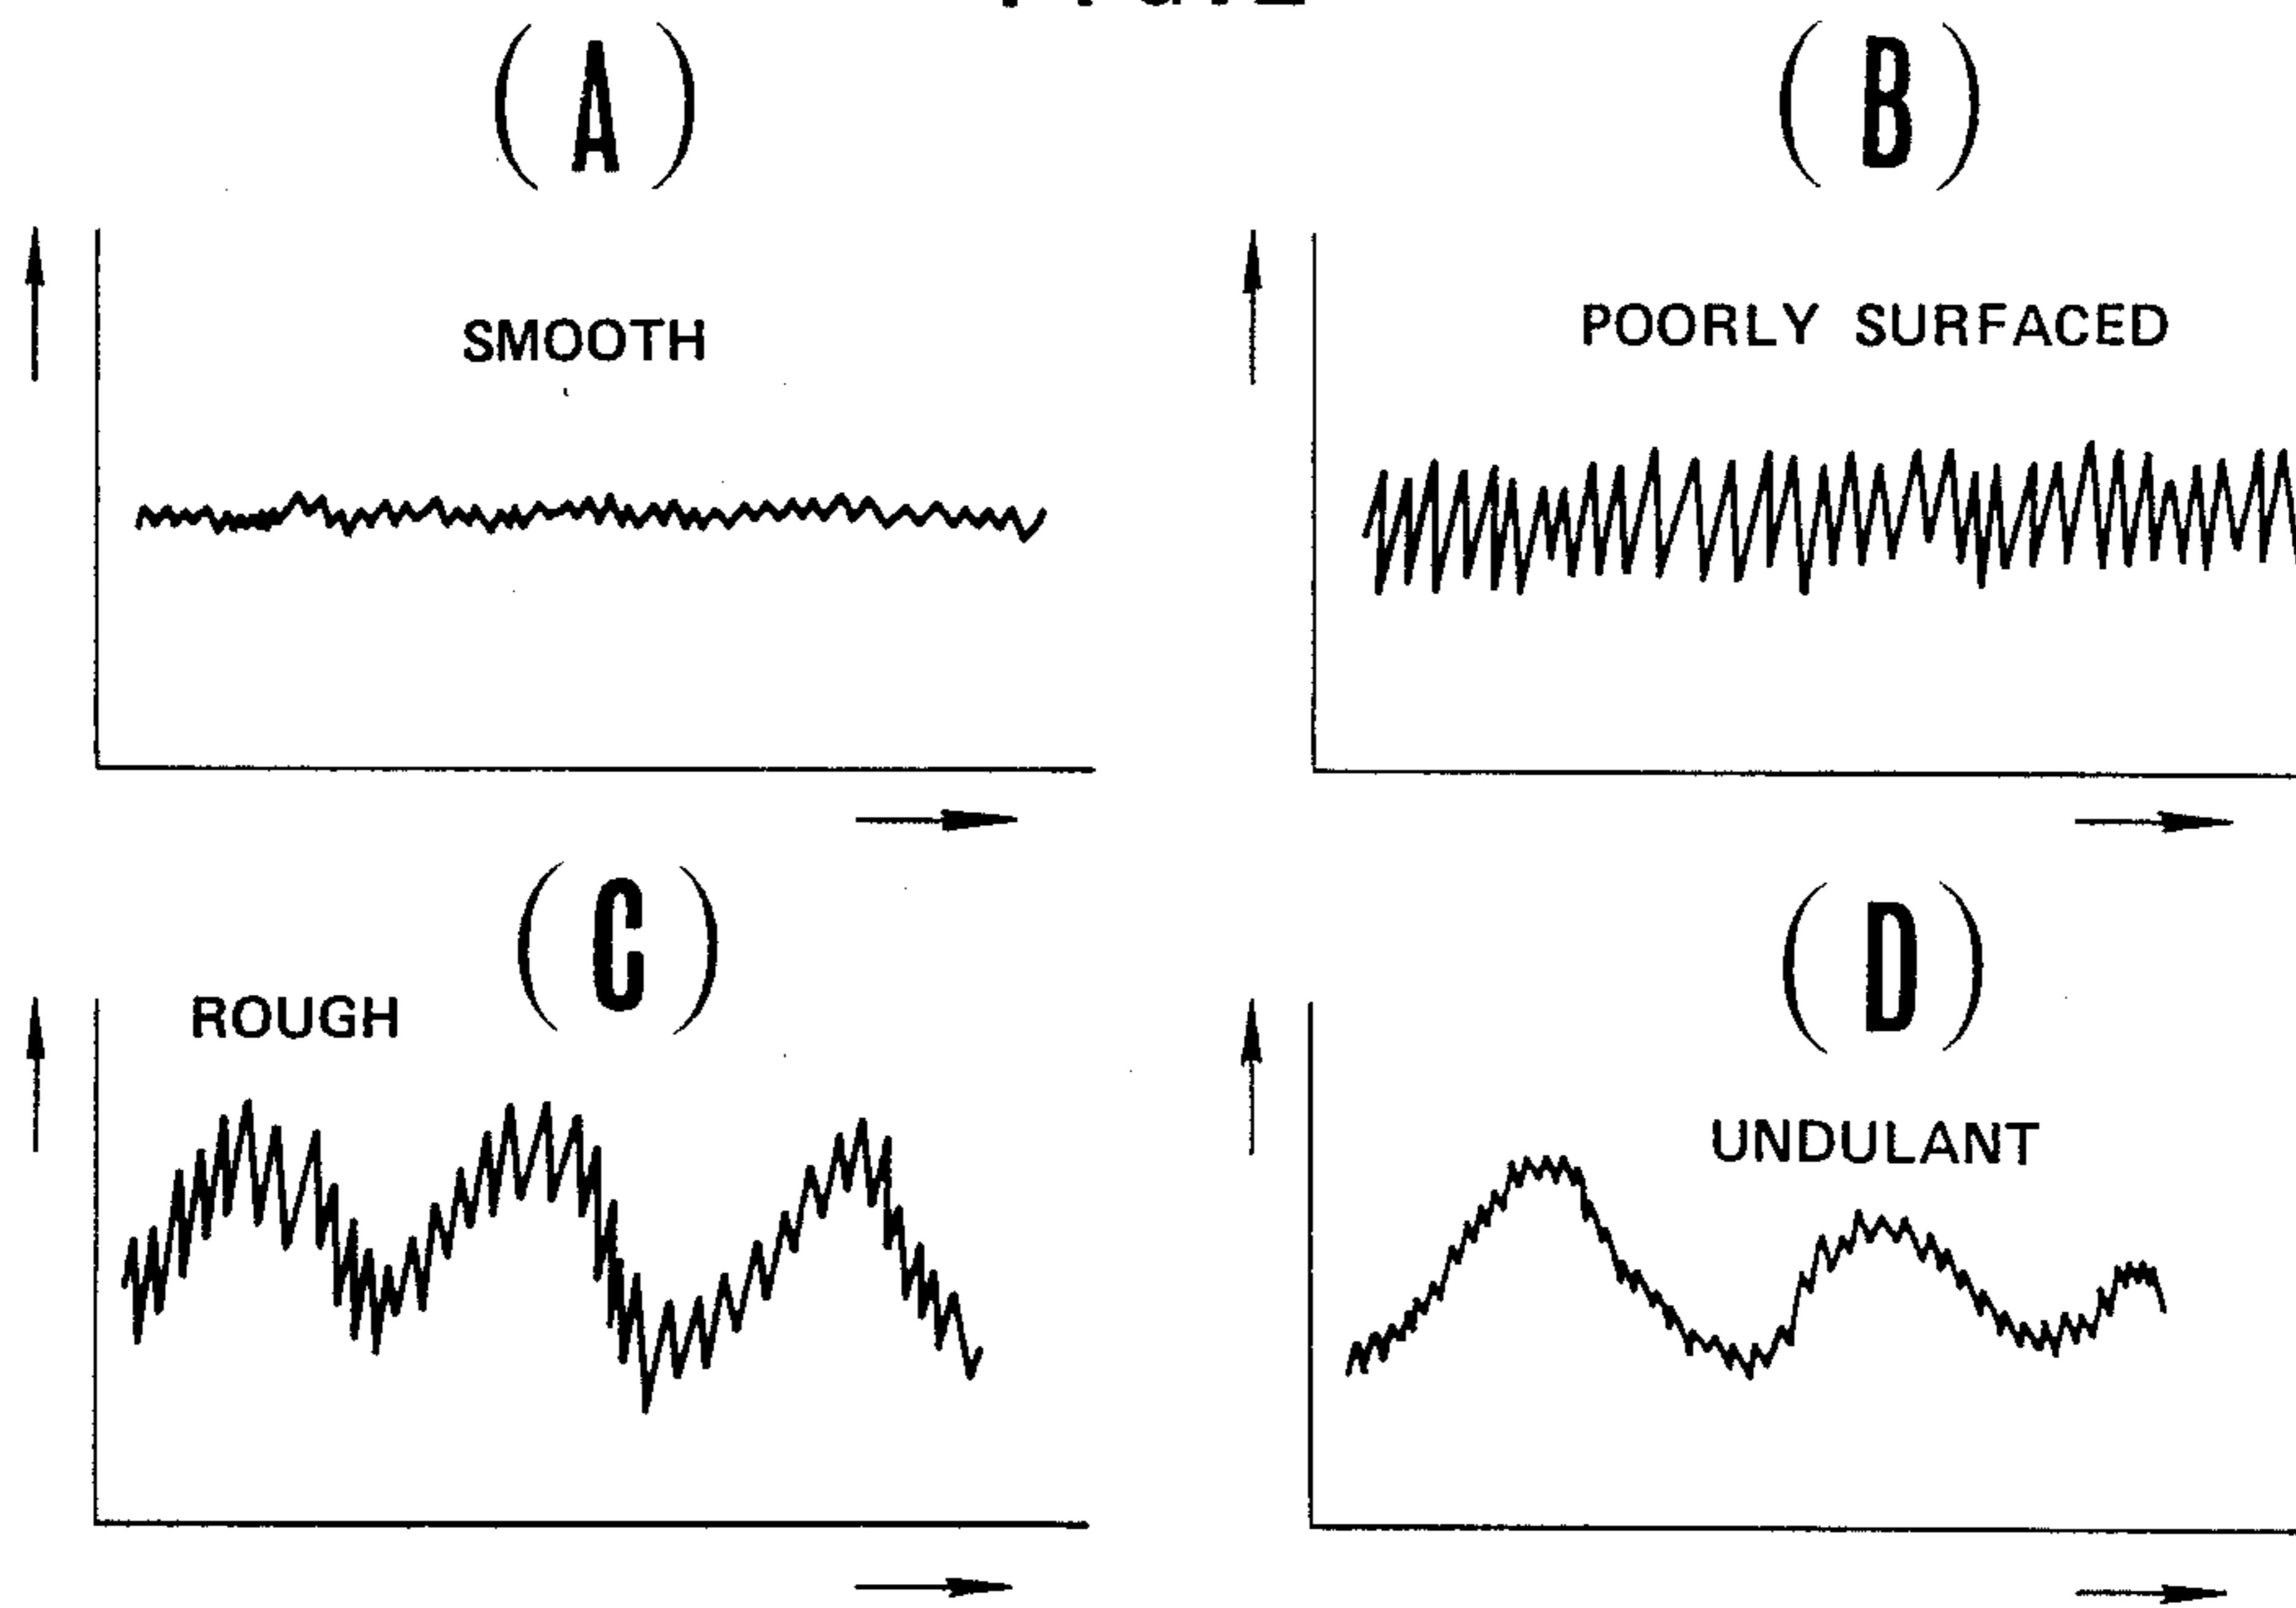 (A)
SMOOTH
(B)
POORLY SURFACED
(C)
ROUGH
(D)
UNDULANT